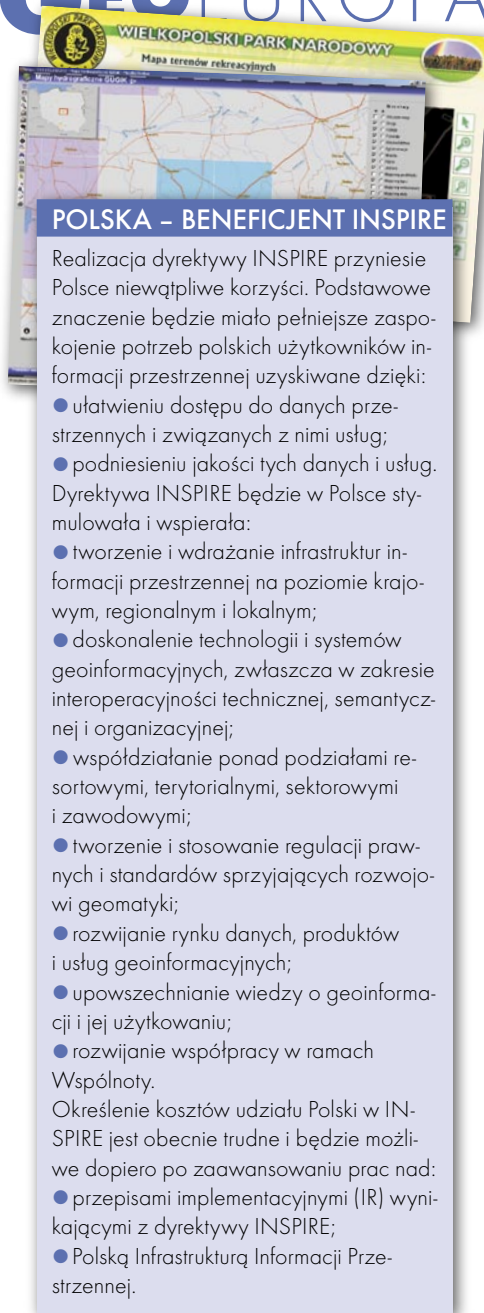 GEOEUROPA
WIELKOPOLSKI PARK NARODOWY
Mapa terenów rekreacyjnych
Mapy hydrograficzne GUGiK
POLSKA – BENEFICJENT INSPIRE
Realizacja dyrektywy INSPIRE przyniesie
Polsce niewątpliwe korzyści. Podstawowe
znaczenie będzie miało pełniejsze zaspo-
kojenie potrzeb polskich użytkowników in-
formacji przestrzennej uzyskiwane dzięki:
● ułatwieniu dostępu do danych prze-
strzennych i związanych z nimi usług;
● podniesieniu jakości tych danych i usług.
Dyrektywa INSPIRE będzie w Polsce sty-
mulowała i wspierała:
● tworzenie i wdrażanie infrastruktur in-
formacji przestrzennej na poziomie krajo-
wym, regionalnym i lokalnym;
● doskonalenie technologii i systemów
geoinformacyjnych, zwłaszcza w zakresie
interoperacyjności technicznej, semantycz-
nej i organizacyjnej;
● współdziałanie ponad podziałami re-
sortowymi, terytorialnymi, sektorowymi
i zawodowymi;
● tworzenie i stosowanie regulacji praw-
nych i standardów sprzyjających rozwojo-
wi geomatyki;
● rozwijanie rynku danych, produktów
i usług geoinformacyjnych;
● upowszechnianie wiedzy o geoinforma-
cji i jej użytkowaniu;
● rozwijanie współpracy w ramach
Wspólnoty.
Określenie kosztów udziału Polski w IN-
SPIRE jest obecnie trudne i będzie możli-
we dopiero po zaawansowaniu prac nad:
● przepisami implementacyjnymi (IR) wyni-
kającymi z dyrektywy INSPIRE;
● Polską Infrastrukturą Informacji Prze-
strzennej.